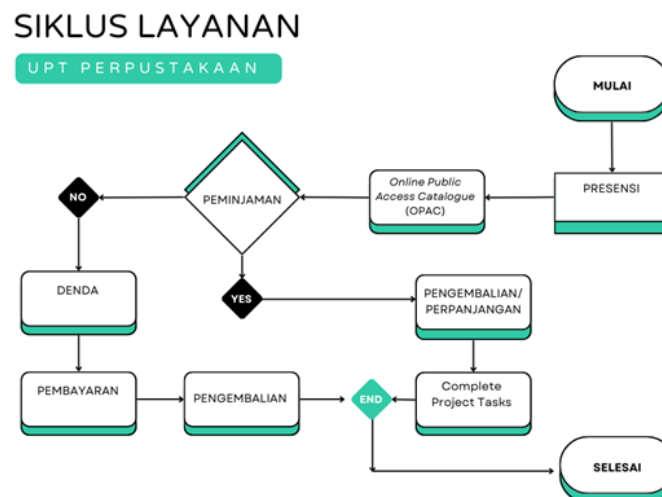 SIKLUS LAYANAN
UPT PERPUSTAKAAN
MULAI
PRESENSI
Online Public
Access Catalogue
(OPAC)
PEMINJAMAN
NO
DENDA
YES
PENGEMBALIAN/
PERPANJANGAN
PEMBAYARAN
PENGEMBALIAN
END
Complete
Project Tasks
SELESAI